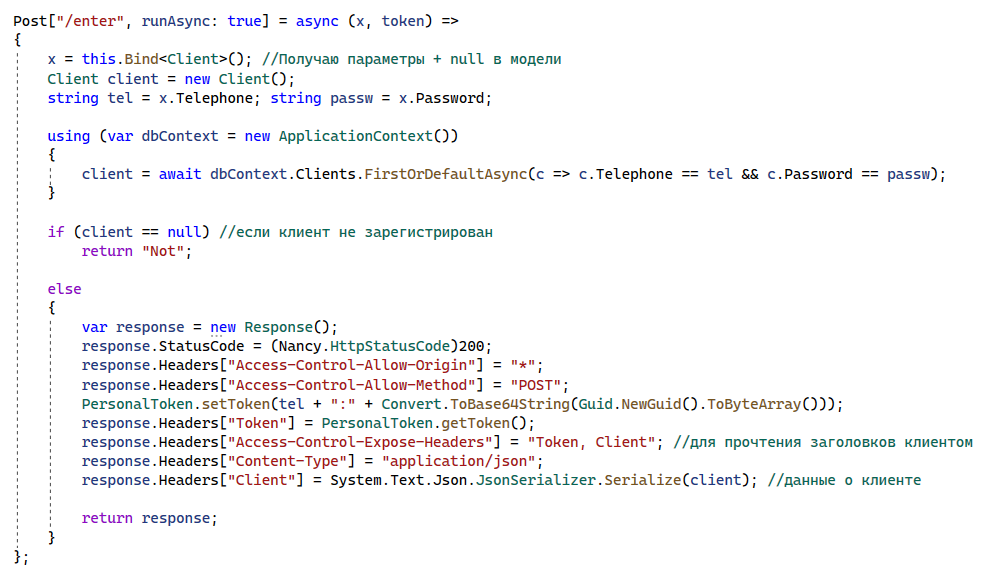 Post["/enter", runAsync: true] = async (x, token) =>
{
x = this.Bind<Client>(); //Получаю параметры + null в модели
Client client = new Client();
string tel = x.Telephone; string passw = x.Password;
using (var dbContext = new ApplicationContext())
{
client = await dbContext.Clients.FirstOrDefaultAsync(c => c.Telephone == tel && c.Password == passw);
}
if (client == null) //если клиент не зарегистрирован
return "Not";
else
{
var response = new Response();
response.StatusCode = (Nancy.HttpStatusCode)200;
response.Headers["Access-Control-Allow-Origin"] = "*";
response.Headers["Access-Control-Allow-Method"] = "POST";
PersonalToken.setToken(tel + ":" + Convert.ToBase64String(Guid.NewGuid().ToByteArray()));
response.Headers["Token"] = PersonalToken.getToken();
response.Headers["Access-Control-Expose-Headers"] = "Token, Client"; //для прочтения заголовков клиентом
response.Headers["Content-Type"] = "application/json";
response.Headers["Client"] = System.Text.Json.JsonSerializer.Serialize(client); //данные о клиенте
return response;
}
};